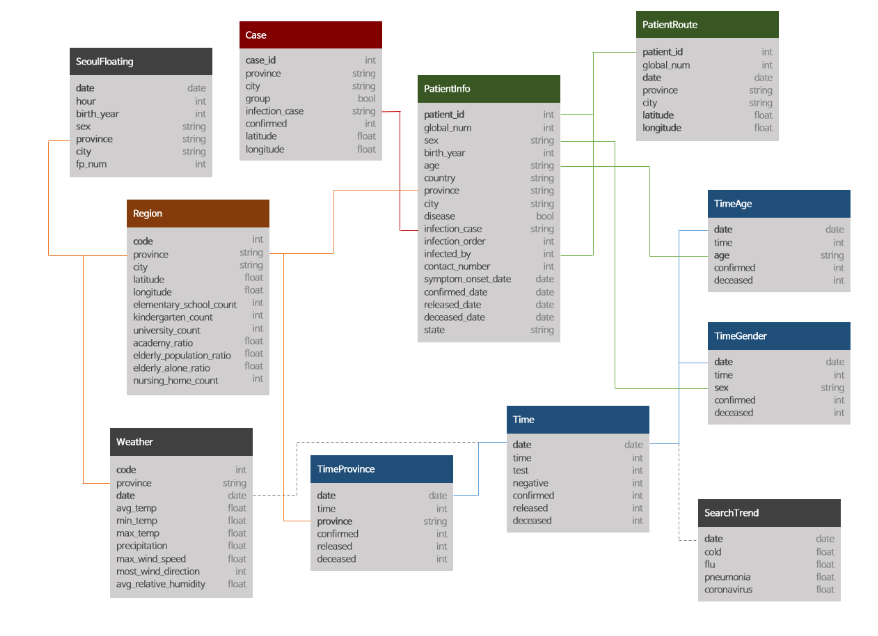 SeoulFloating
date date
hour int
birth_year int
sex string
province string
city string
fp_num int
Case
case_id int
province string
city string
group bool
infection_case string
confirmed int
latitude float
longitude float
PatientInfo
patient_id int
global_num int
sex string
birth_year int
age string
country string
province string
city string
disease bool
infection_case string
infection_order int
infected_by int
contact_number int
symptom_onset_date date
confirmed_date date
released_date date
deceased_date date
state string
PatientRoute
patient_id int
global_num int
date date
province string
city string
latitude float
longitude float
Region
code int
province string
city string
latitude float
longitude float
elementary_school_count int
kindergarten_count int
university_count int
academy_ratio float
elderly_population_ratio float
elderly_alone_ratio float
nursing_home_count int
TimeAge
date date
time int
age string
confirmed int
deceased int
TimeGender
date date
time int
sex string
confirmed int
deceased int
Weather
code int
province string
date date
avg_temp float
min_temp float
max_temp float
precipitation float
max_wind_speed float
most_wind_direction int
avg_relative_humidity float
TimeProvince
date date
time int
province string
confirmed int
released int
deceased int
Time
date date
time int
test int
negative int
confirmed int
released int
deceased int
SearchTrend
date date
cold float
flu float
pneumonia float
coronavirus float